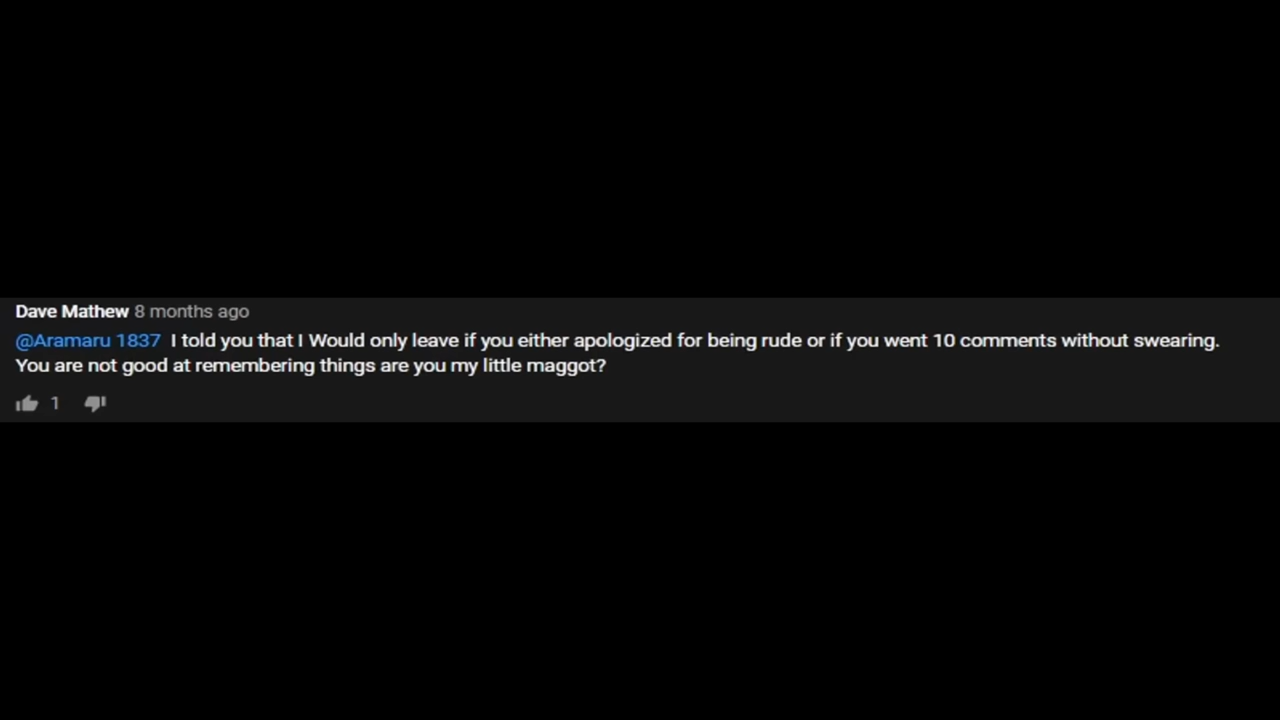 Dave Mathew 8 months ago
@Aramaru 1837 I told you that I Would only leave if you either apologized for being rude or if you went 10 comments without swearing.
You are not good at remembering things are you my little maggot?
1